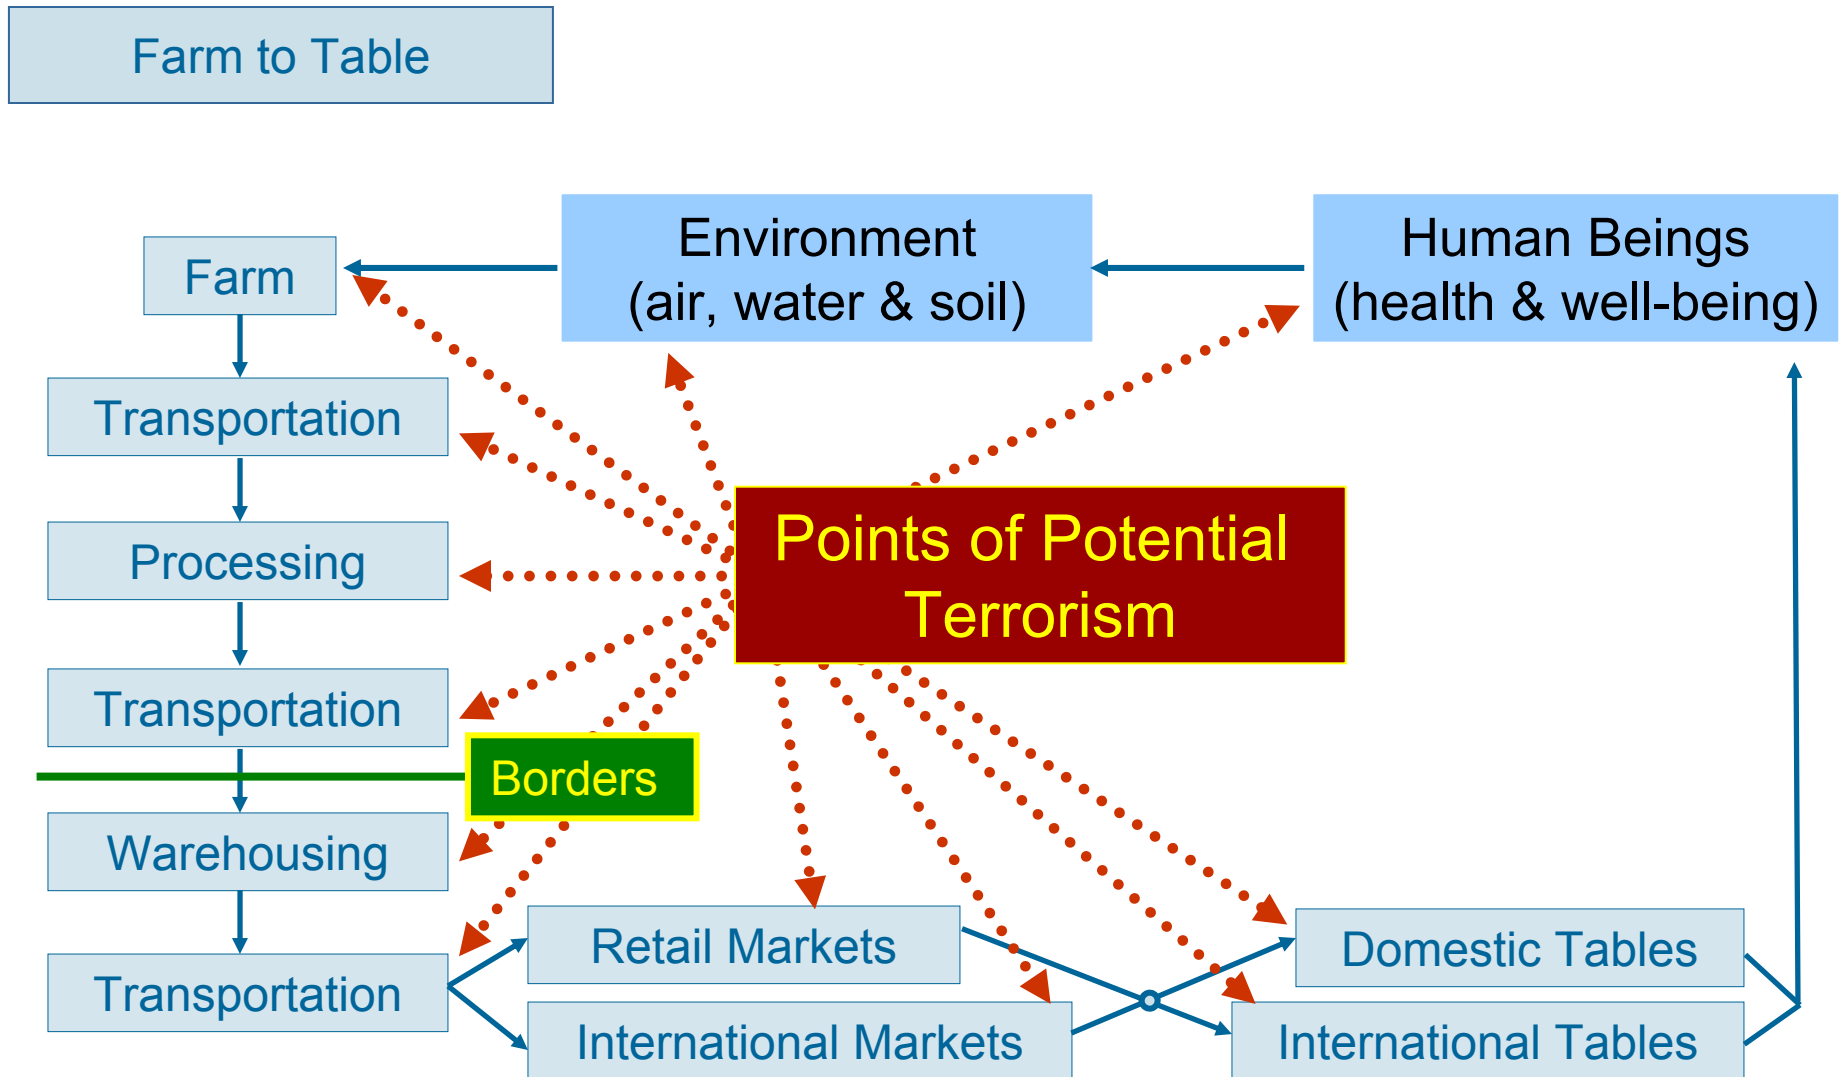 Farm to Table
Environment
(air, water & soil)
Human Beings
(health & well-being)
Farm
Transportation
Processing
Points of Potential
Terrorism
Transportation
Borders
Warehousing
Transportation
Retail Markets
Domestic Tables
International Markets
International Tables